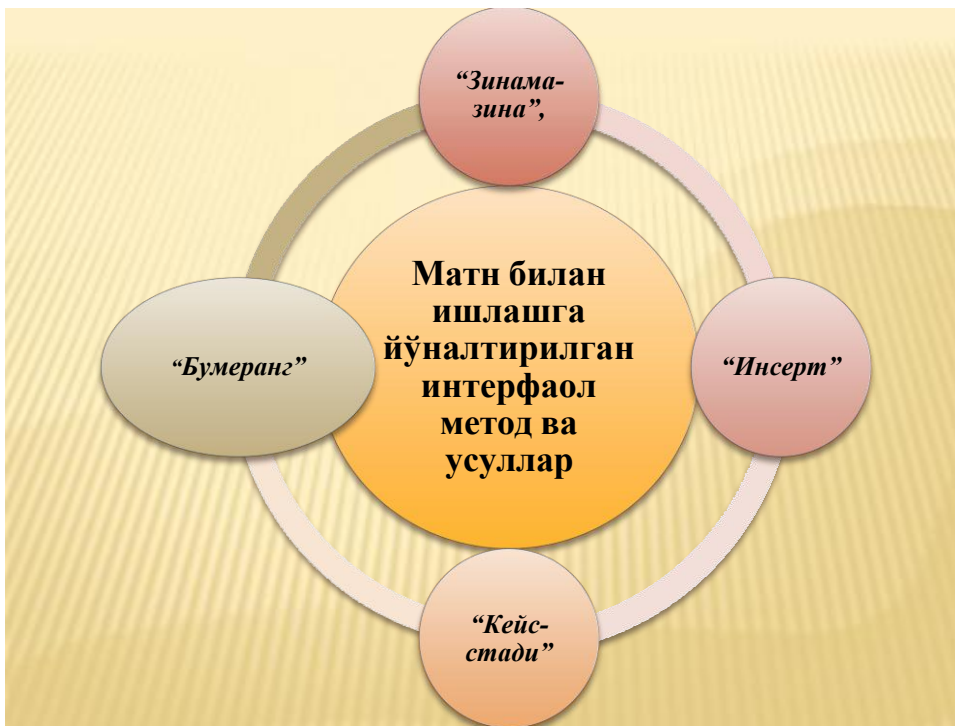 “Зинама-
зина”,
Матн билан
ишлашга
йўналтирилган
интерфаол
метод ва
усуллар
“Бумеранг”
“Инсерт”
“Кейс-
стади”